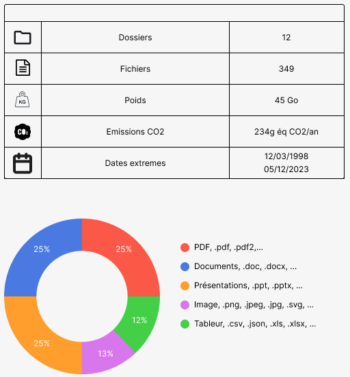 Dossiers 12
Fichiers 349
KG Poids 45 Go
CO₂ Emissions CO2 234g éq CO2/an
Dates extremes 12/03/1998
05/12/2023
25% 25%
25% 13% 12%
PDF, .pdf, .pdf2,...
Documents, .doc, .docx, ...
Présentations, .ppt, .pptx, ...
Image, .png, .jpeg, .jpg, .svg, ...
Tableur, .csv, .json, .xls, .xlsx, ...